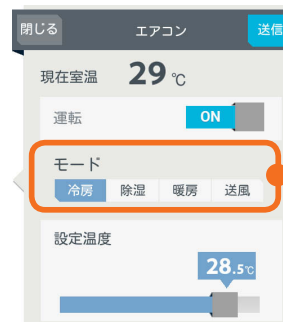 閉じる エアコン 送信
現在室温 29℃
運転 ON
モード
冷房 除湿 暖房 送風
設定温度
28.5℃